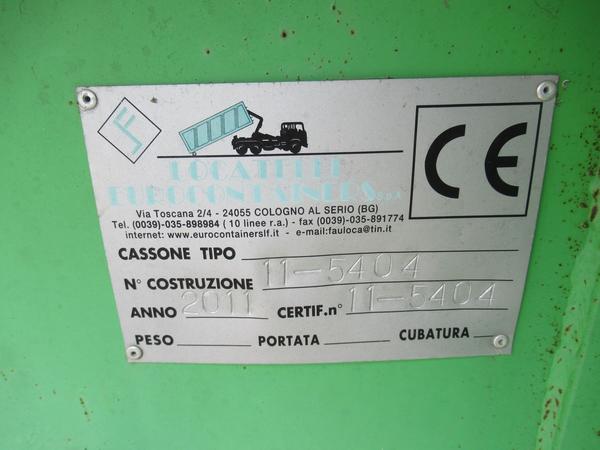 LF
CE
LOCATELLI
EUROCONTAINERS S.p.A.
Via Toscana 2/4 - 24055 COLOGNO AL SERIO (BG)
Tel. (0039)-035-898984 ( 10 linee r.a.) - fax (0039)-035-891774
internet: www.eurocontainerslf.it - e-mail:fauloca@tin.it
CASSONE TIPO
N° COSTRUZIONE 11-5404
ANNO 2011 CERTIF.n° 11-5404
PESO PORTATA CUBATURA